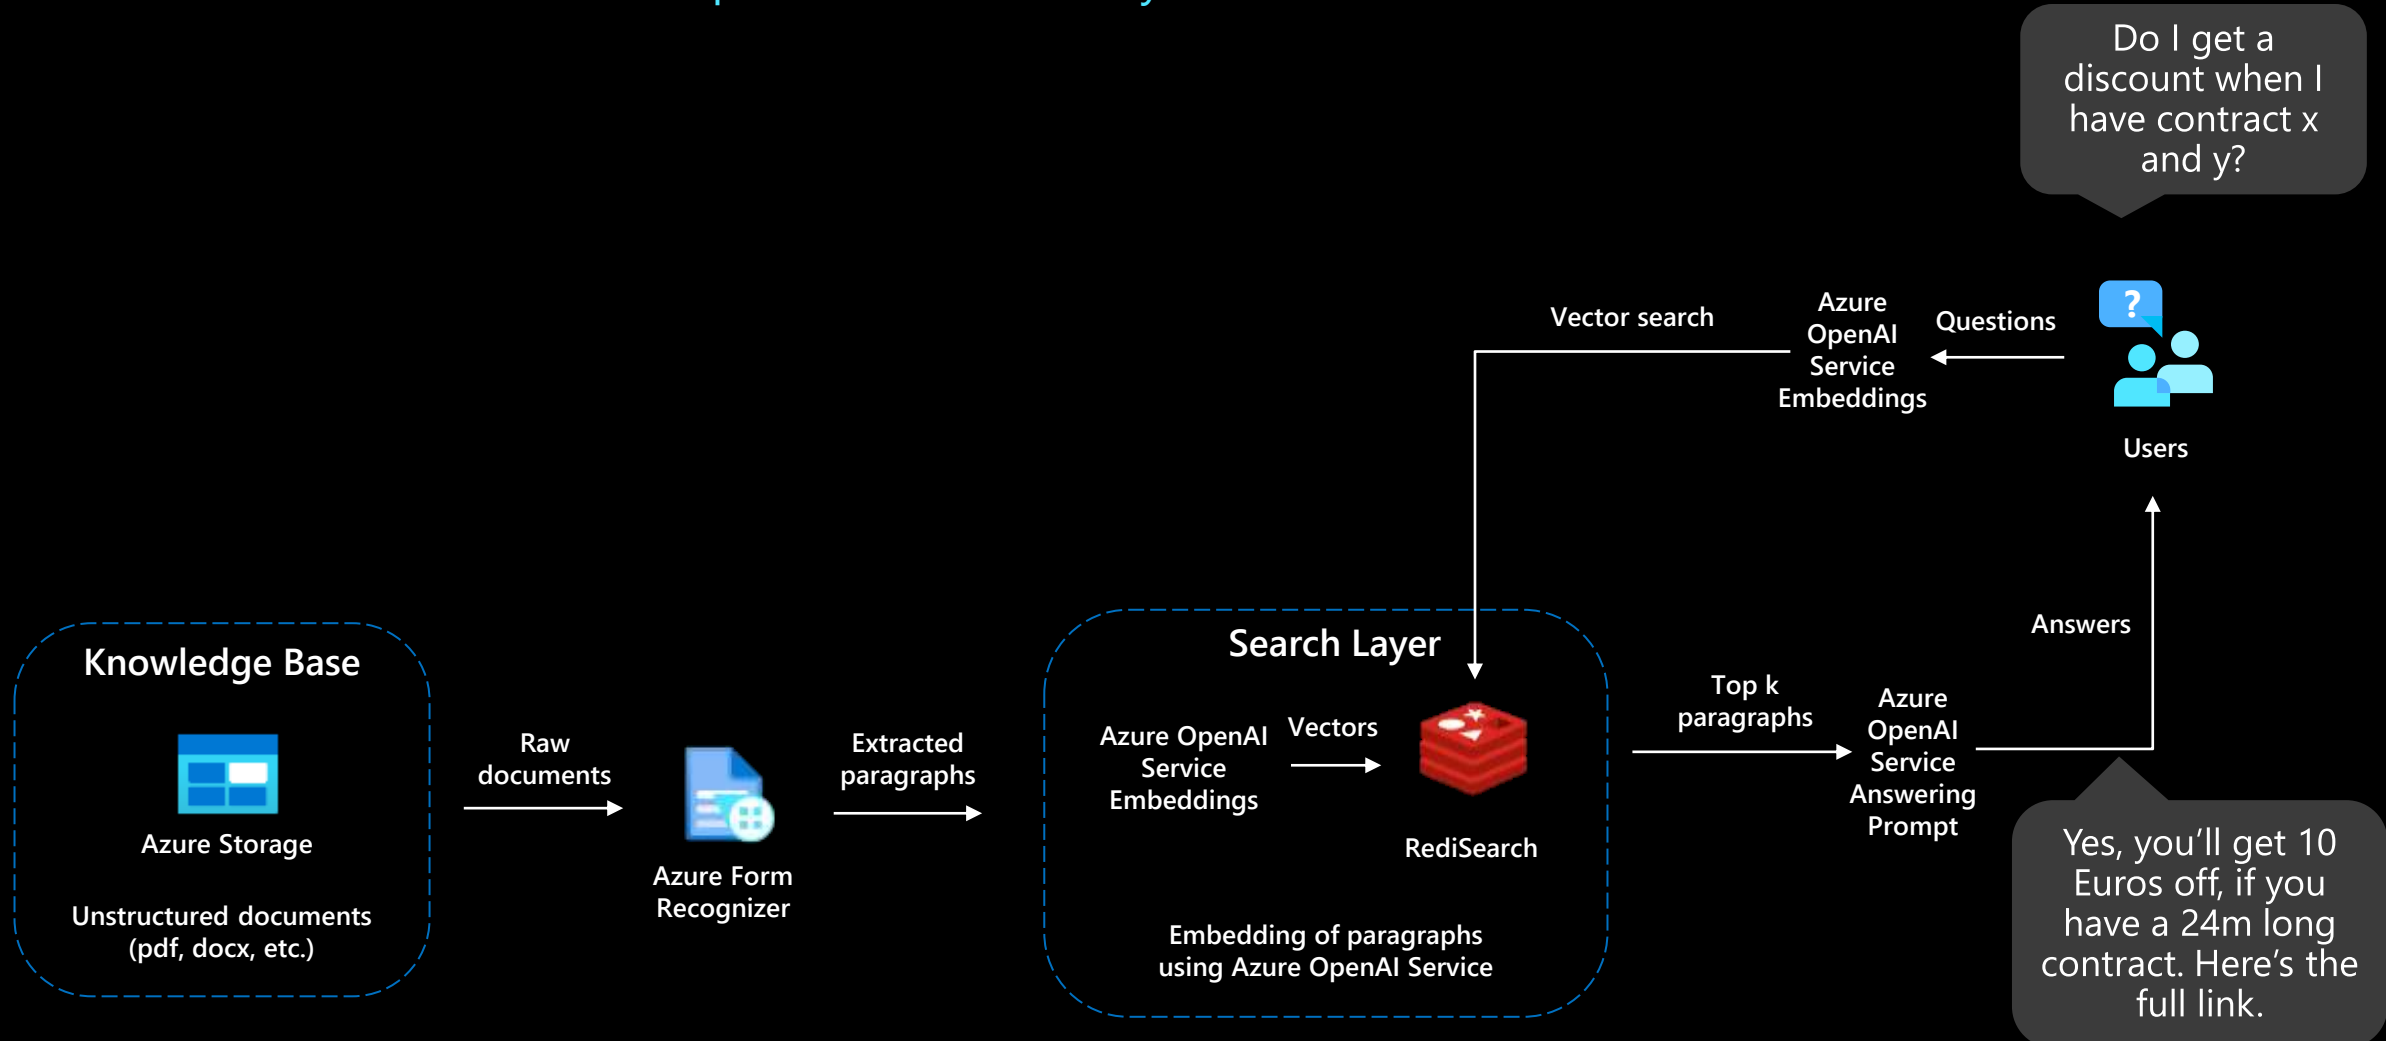 Do I get a
discount when I
have contract x
and y?
Vector search
Azure
OpenAI
Service
Embeddings
Questions
?
Users
Answers
Knowledge Base
Azure Storage
Unstructured documents
(pdf, docx, etc.)
Raw
documents
Azure Form
Recognizer
Extracted
paragraphs
Search Layer
Azure OpenAI
Service
Embeddings
Vectors
RediSearch
Embedding of paragraphs
using Azure OpenAI Service
Top k
paragraphs
Azure
OpenAI
Service
Answering
Prompt
Yes, you’ll get 10
Euros off, if you
have a 24m long
contract. Here’s the
full link.